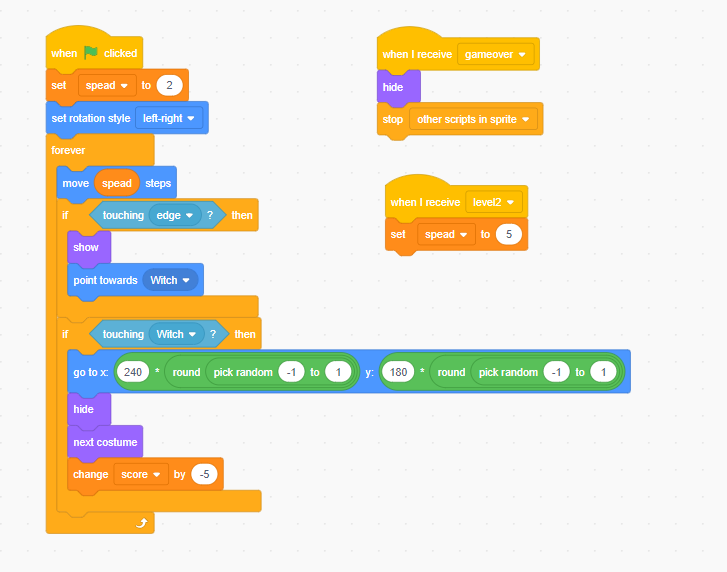 when clicked
set spead to 2
set rotation style left-right
forever
move spead steps
if touching edge ? then
show
point towards Witch
if touching Witch ? then
go to x: 240 * round pick random -1 to 1 y: 180 * round pick random -1 to 1
hide
next costume
change score by -5
when I receive gameover
hide
stop other scripts in sprite
when I receive level2
set spead to 5